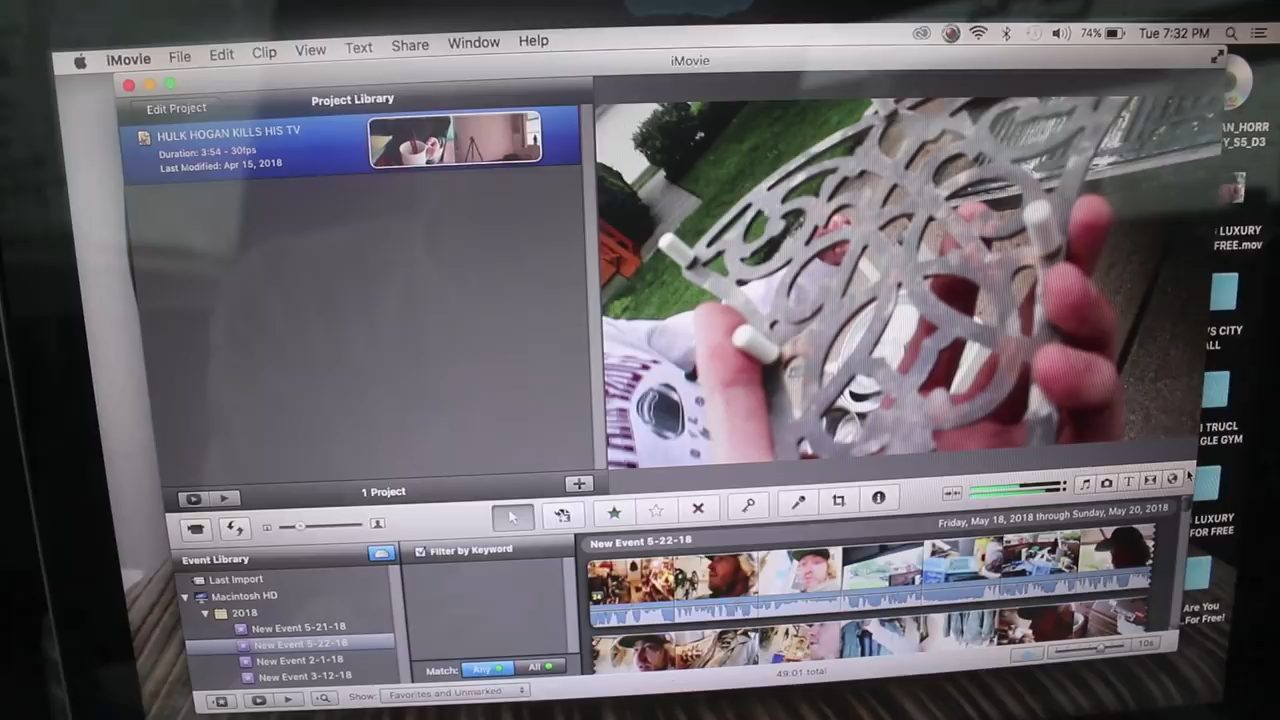 iMovie File Edit Clip View Text Share Window Help
74% Tue 7:32 PM
iMovie
Edit Project
Project Library
HULK HOGAN KILLS HIS TV
Duration: 3:54 - 30fps
Last Modified: Apr 15, 2018
Y_S5_D3
LUXURY
FREE.mov
CITY
GLE GYM
LUXURY
FOR FREE
Are You
For Free!
1 Project
Friday, May 18, 2018 through Sunday, May 20, 2018
Event Library
Filter by Keyword
New Event 5-22-18
Last Import
Macintosh HD
2018
New Event 5-21-18
New Event 5-22-18
New Event 2-1-18
New Event 3-12-18
Match: Any All
10s
49:01 total
Show: Favorites and Unmarked